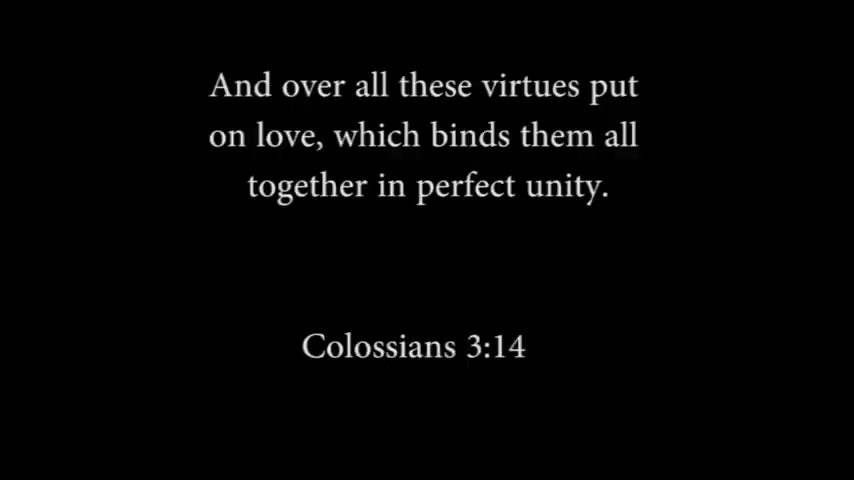 And over all these virtues put
on love, which binds them all
together in perfect unity.
Colossians 3:14